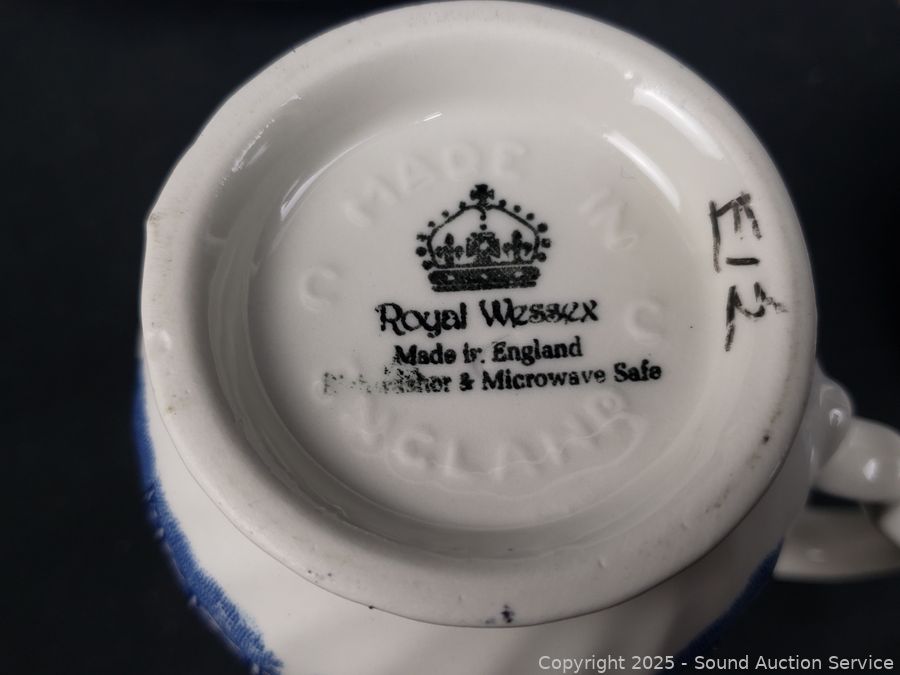 MADE IN
C C
Royal Wessex
Made in England
& Microwave Safe
ENGLAND
Copyright © 2025 - Sound Auction Service